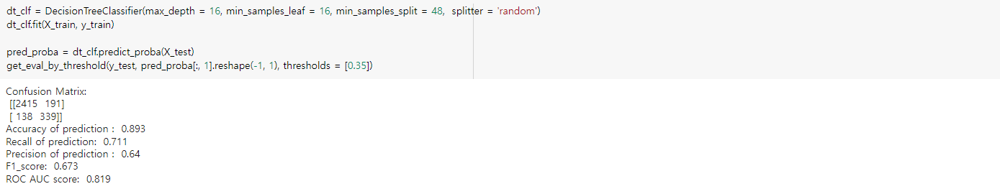 dt_clf = DecisionTreeClassifier(max_depth = 16, min_samples_leaf = 16, min_samples_split = 48,  splitter = 'random')
dt_clf.fit(X_train, y_train)
pred_proba = dt_clf.predict_proba(X_test)
get_eval_by_threshold(y_test, pred_proba[:, 1].reshape(-1, 1), thresholds = [0.35])
Confusion Matrix:
[[2415  191]
[ 138  339]]
Accuracy of prediction :  0.893
Recall of prediction:  0.711
Precision of prediction :  0.64
F1_score:  0.673
ROC AUC score:  0.819